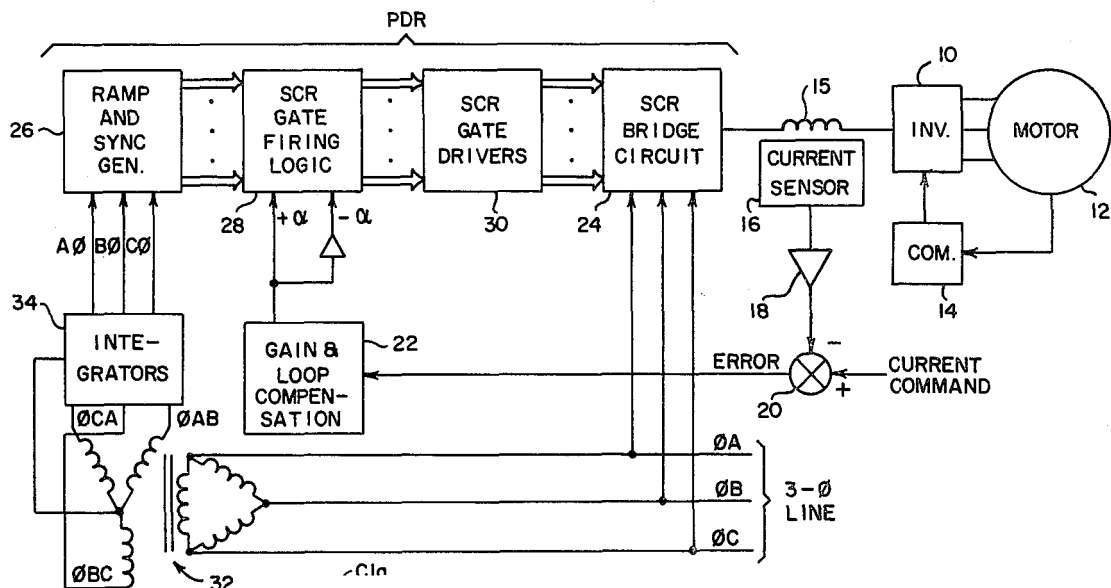 PDR
RAMP
AND
SYNC
GEN.
26
SCR
GATE
FIRING
LOGIC
28
+α
-α
SCR
GATE
DRIVERS
30
SCR
BRIDGE
CIRCUIT
24
15
CURRENT
SENSOR
16
10
INV.
MOTOR
12
COM.
14
18
AØ BØ CØ
34
INTE-
GRATORS
22
GAIN &
LOOP
COMPEN-
SATION
ERROR
-
+
20
CURRENT
COMMAND
ØCA
ØAB
ØBC
32
ØA
ØB
ØC
3-Ø
LINE